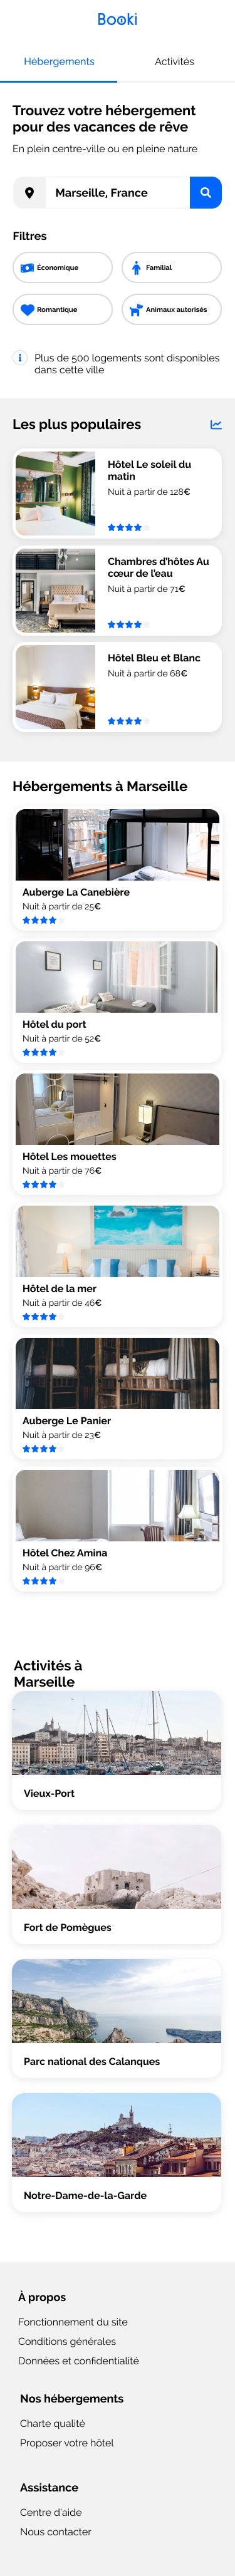 Booki
Hébergements
Activités
Trouvez votre hébergement
pour des vacances de rêve
En plein centre-ville ou en pleine nature
Marseille, France
Filtres
Économique
Familial
Romantique
Animaux autorisés
Plus de 500 logements sont disponibles
dans cette ville
Les plus populaires
Hôtel Le soleil du
matin
Nuit à partir de 128€
Chambres d'hôtes Au
cœur de l'eau
Nuit à partir de 71€
Hôtel Bleu et Blanc
Nuit à partir de 68€
Hébergements à Marseille
Auberge La Canebière
Nuit à partir de 25€
Hôtel du port
Nuit à partir de 52€
Hôtel Les mouettes
Nuit à partir de 76€
Hôtel de la mer
Nuit à partir de 46€
Auberge Le Panier
Nuit à partir de 23€
Hôtel Chez Amina
Nuit à partir de 96€
Activités à
Marseille
Vieux-Port
Fort de Pomègues
Parc national des Calanques
Notre-Dame-de-la-Garde
À propos
Fonctionnement du site
Conditions générales
Données et confidentialité
Nos hébergements
Charte qualité
Proposer votre hôtel
Assistance
Centre d'aide
Nous contacter